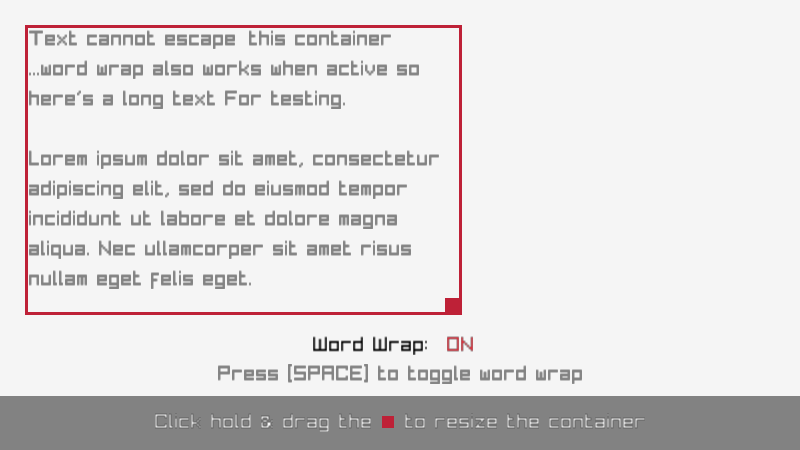 Text cannot escape this container
...word wrap also works when active so
here's a long text For testing.
Lorem ipsum dolor sit amet, consectetur
adipiscing elit, sed do eiusmod tempor
incididunt ut labore et dolore magna
aliqua. Nec ullamcorper sit amet risus
nullam eget felis eget.
Word Wrap: ON
Press [SPACE] to toggle word wrap
Click hold & drag the to resize the container